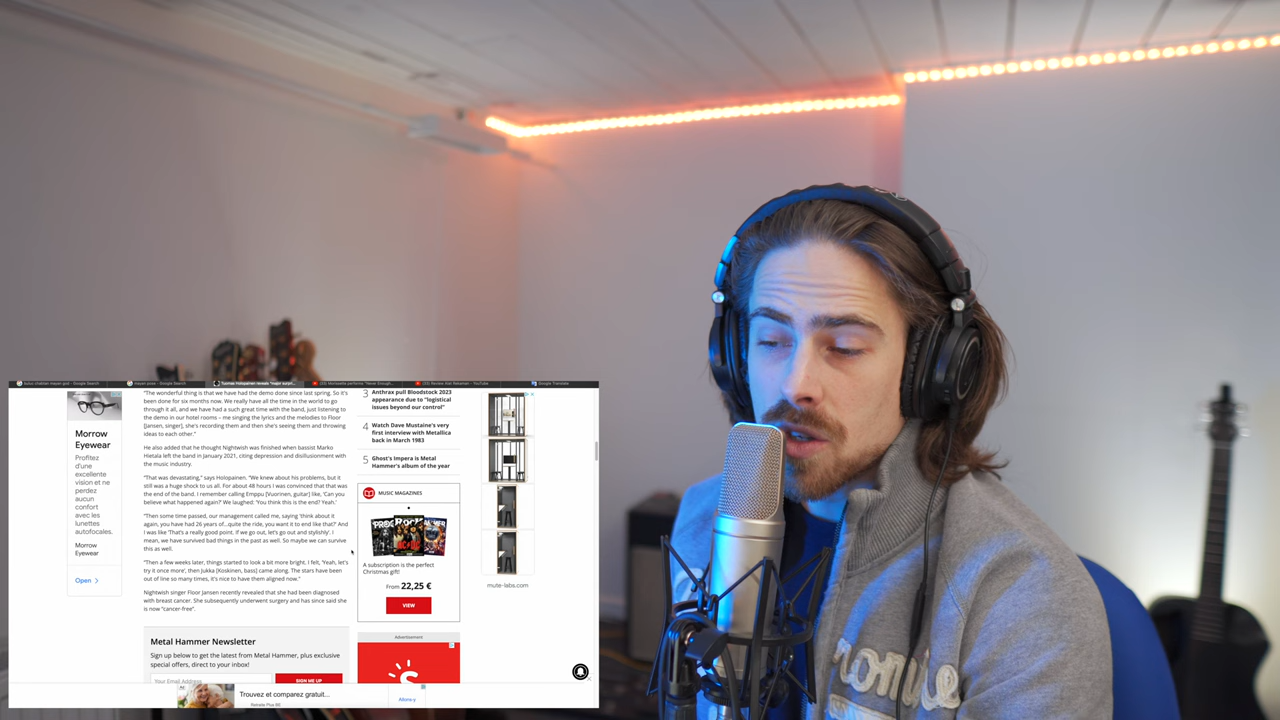 Tuomas Holopainen reveals "major surpri...
(33) Review Alex Bateman - YouTube
Google Translate
Morrow
Eyewear
Profitez
d'une
excellente
vision et ne
perdez
aucun
confort
avec les
lunettes
autofocales.
Morrow
Eyewear
Open >
"The wonderful thing is that we have had the demo done since last spring. So it's
been done for six months now. We really have all the time in the world to go
through it all, and we have had a such great time with the band, just listening to
the demo in our hotel rooms – me singing the lyrics and the melodies to Floor
[Jansen, singer], she's recording them and then she's seeing them and throwing
ideas to each other."
He also added that he thought Nightwish was finished when bassist Marko
Hietala left the band in January 2021, citing depression and disillusionment with
the music industry.
"That was devastating," says Holopainen. "We knew about his problems, but it
still was a huge shock to us all. For about 48 hours I was convinced that that was
the end of the band. I remember calling Emppu [Vuorinen, guitar] like, 'Can you
believe what happened again?' We laughed: 'You think this is the end? Yeah.'
"Then some time passed, our management called me, saying 'think about it
again, you have had 26 years of...quite the ride, you want it to end like that?' And
I was like 'That's a really good point. If we go out, let's go out and stylishly'. I
mean, we have survived bad things in the past as well. So maybe we can survive
this as well.
"Then a few weeks later, things started to look a bit more bright. I felt, 'Yeah, let's
try it once more', then Jukka [Koskinen, bass] came along. The stars have been
out of line so many times, it's nice to have them aligned now."
Nightwish singer Floor Jansen recently revealed that she had been diagnosed
with breast cancer. She subsequently underwent surgery and has since said she
is now "cancer-free".
Metal Hammer Newsletter
Sign up below to get the latest from Metal Hammer, plus exclusive
special offers, direct to your inbox!
Your Email Address
SIGN ME UP
3 Anthrax pull Bloodstock 2023
appearance due to "logistical
issues beyond our control"
4 Watch Dave Mustaine's very
first interview with Metallica
back in March 1983
5 Ghost's Impera is Metal
Hammer's album of the year
MUSIC MAGAZINES
A subscription is the perfect
Christmas gift!
From 22,25 €
VIEW
Advertisement
mute-labs.com
Trouvez et comparez gratuit...
Allons-y